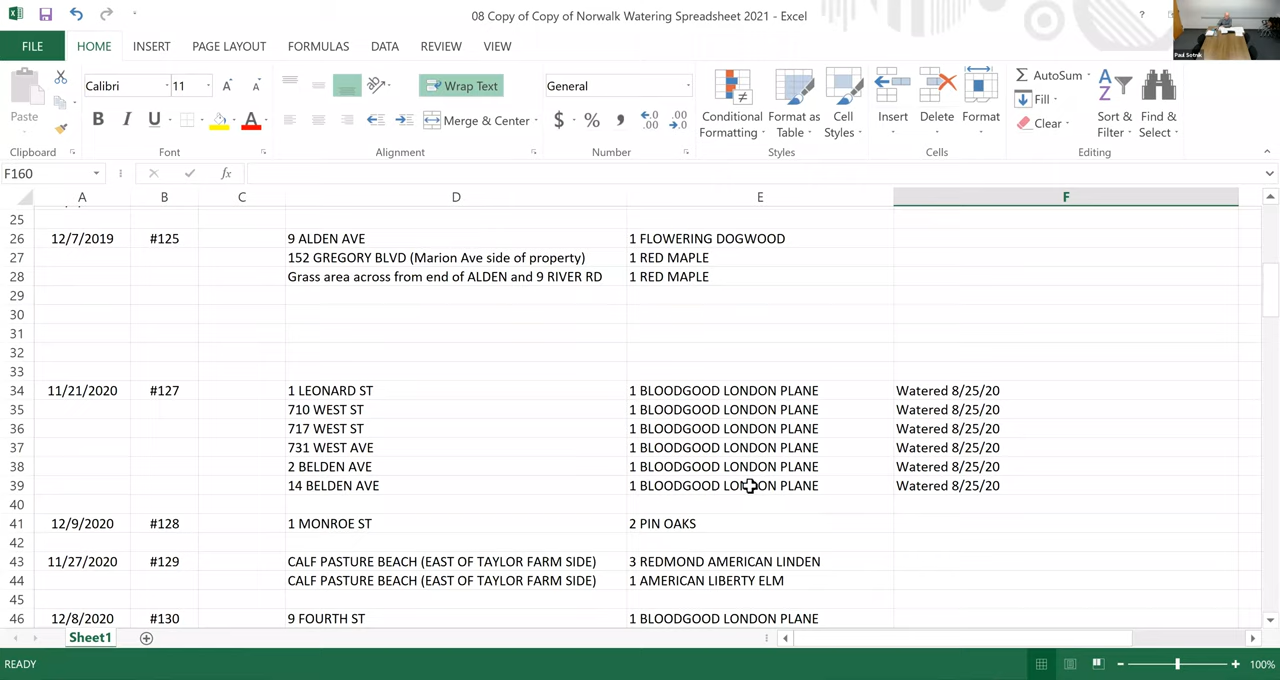 08 Copy of Copy of Norwalk Watering Spreadsheet 2021 - Excel
?
Paul Sotnik
FILE HOME INSERT PAGE LAYOUT FORMULAS DATA REVIEW VIEW
Paste
Calibri 11 A A
B I U A
Wrap Text
Merge & Center
General
$ % , .0 .00 .00 .0
Conditional Formatting
Format as Table
Cell Styles
Insert Delete Format
AutoSum
Fill
Clear
Sort & Filter
Find & Select
Clipboard Font Alignment Number Styles Cells Editing
F160 fx
A B C D E F
25
26 12/7/2019 #125 9 ALDEN AVE 1 FLOWERING DOGWOOD
27 152 GREGORY BLVD (Marion Ave side of property) 1 RED MAPLE
28 Grass area across from end of ALDEN and 9 RIVER RD 1 RED MAPLE
29
30
31
32
33
34 11/21/2020 #127 1 LEONARD ST 1 BLOODGOOD LONDON PLANE Watered 8/25/20
35 710 WEST ST 1 BLOODGOOD LONDON PLANE Watered 8/25/20
36 717 WEST ST 1 BLOODGOOD LONDON PLANE Watered 8/25/20
37 731 WEST AVE 1 BLOODGOOD LONDON PLANE Watered 8/25/20
38 2 BELDEN AVE 1 BLOODGOOD LONDON PLANE Watered 8/25/20
39 14 BELDEN AVE 1 BLOODGOOD LONDON PLANE Watered 8/25/20
40
41 12/9/2020 #128 1 MONROE ST 2 PIN OAKS
42
43 11/27/2020 #129 CALF PASTURE BEACH (EAST OF TAYLOR FARM SIDE) 3 REDMOND AMERICAN LINDEN
44 CALF PASTURE BEACH (EAST OF TAYLOR FARM SIDE) 1 AMERICAN LIBERTY ELM
45
46 12/8/2020 #130 9 FOURTH ST 1 BLOODGOOD LONDON PLANE
Sheet1
READY 100%